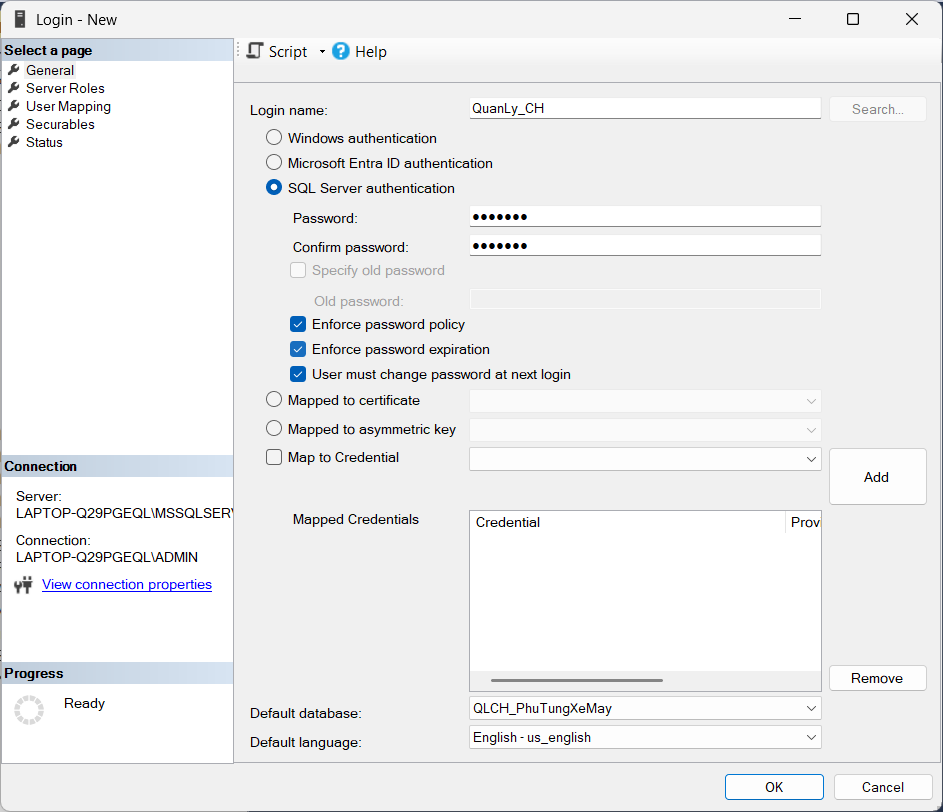 Login - New
Select a page
General
Server Roles
User Mapping
Securables
Status
Script
Help
Login name:
QuanLy_CH
Search...
Windows authentication
Microsoft Entra ID authentication
SQL Server authentication
Password:
●●●●●●●
Confirm password:
●●●●●●●
Specify old password
Old password:
Enforce password policy
Enforce password expiration
User must change password at next login
Mapped to certificate
Mapped to asymmetric key
Map to Credential
Add
Mapped Credentials
Credential
Provi
Remove
Default database:
QLCH_PhuTungXeMay
Default language:
English - us_english
Connection
Server:
LAPTOP-Q29PGEQL\MSSQLSERV
Connection:
LAPTOP-Q29PGEQL\ADMIN
View connection properties
Progress
Ready
OK
Cancel